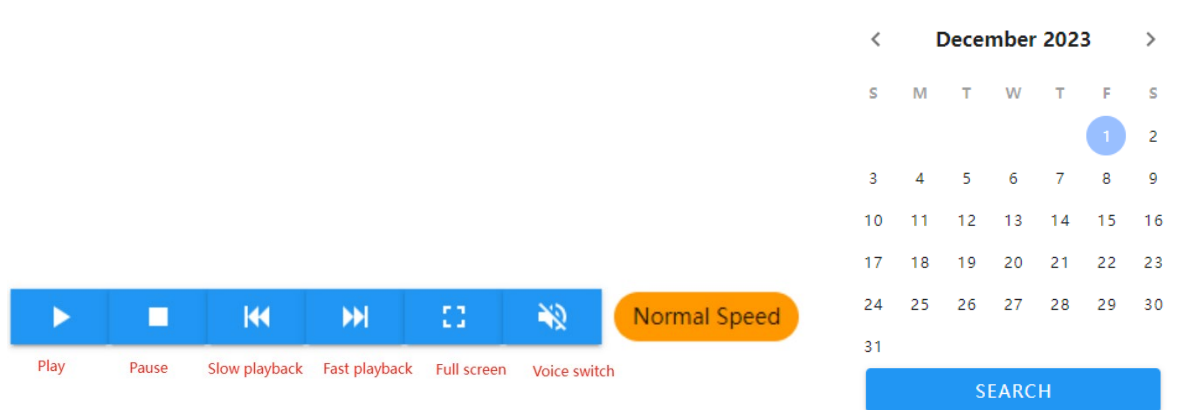 December 2023
S M T W T F S
1 2
3 4 5 6 7 8 9
10 11 12 13 14 15 16
17 18 19 20 21 22 23
24 25 26 27 28 29 30
31
SEARCH
Normal Speed
Play Pause Slow playback Fast playback Full screen Voice switch